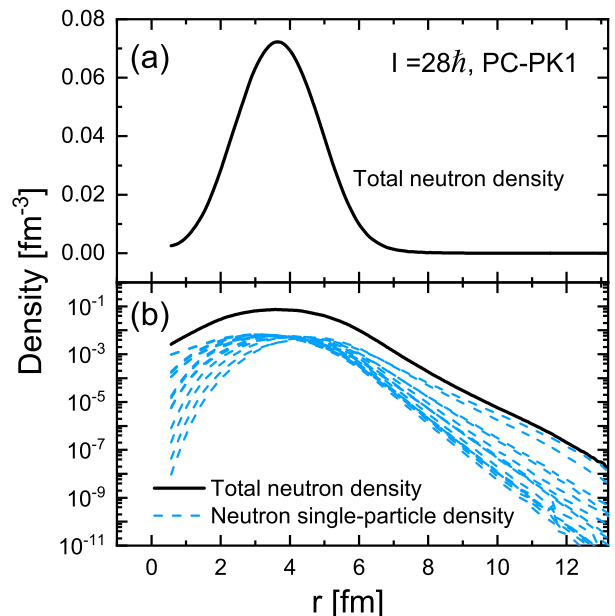 0.08
(a)
I =28ℏ, PC-PK1
0.06
0.04
Total neutron density
0.02
0.00
Density [fm-3]
10-1
(b)
10-3
10-5
10-7
Total neutron density
10-9
Neutron single-particle density
10-11
0 2 4 6 8 10 12
r [fm]